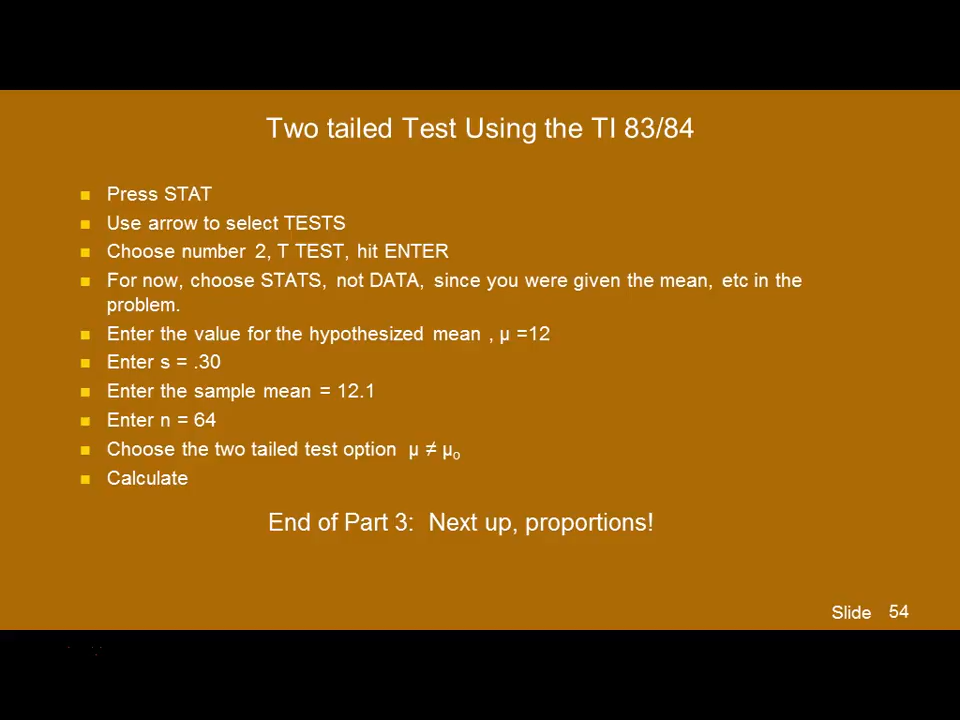 Two tailed Test Using the TI 83/84
Press STAT
Use arrow to select TESTS
Choose number 2, T TEST, hit ENTER
For now, choose STATS, not DATA, since you were given the mean, etc in the
problem.
Enter the value for the hypothesized mean , µ =12
Enter s = .30
Enter the sample mean = 12.1
Enter n = 64
Choose the two tailed test option µ ≠ µₒ
Calculate
End of Part 3: Next up, proportions!
Slide 54